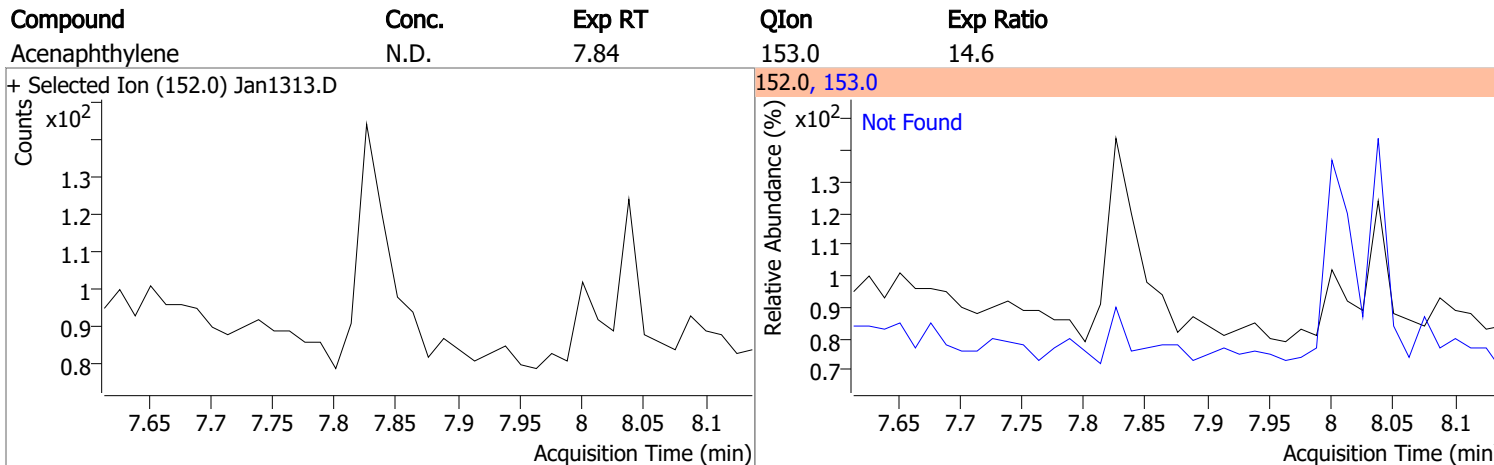 Compound Conc. Exp RT QIon Exp Ratio
Acenaphthylene N.D. 7.84 153.0 14.6
+ Selected Ion (152.0) Jan1313.D
Counts
x10²
1.3
1.2
1.1
1
0.9
0.8
7.65 7.7 7.75 7.8 7.85 7.9 7.95 8 8.05 8.1
Acquisition Time (min)
152.0, 153.0
Relative Abundance (%)
x10²
Not Found
1.3
1.2
1.1
1
0.9
0.8
0.7
7.65 7.7 7.75 7.8 7.85 7.9 7.95 8 8.05 8.1
Acquisition Time (min